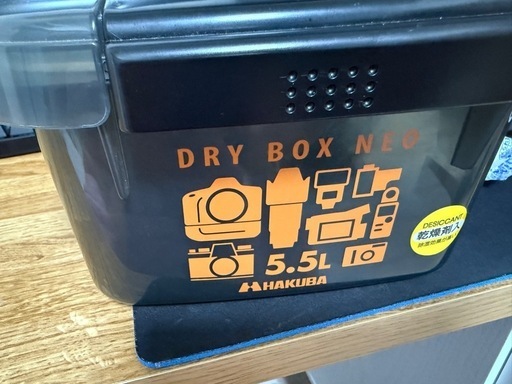 DRY BOX NEO
5.5L
HAKUBA
DESICCANT
乾燥剤入